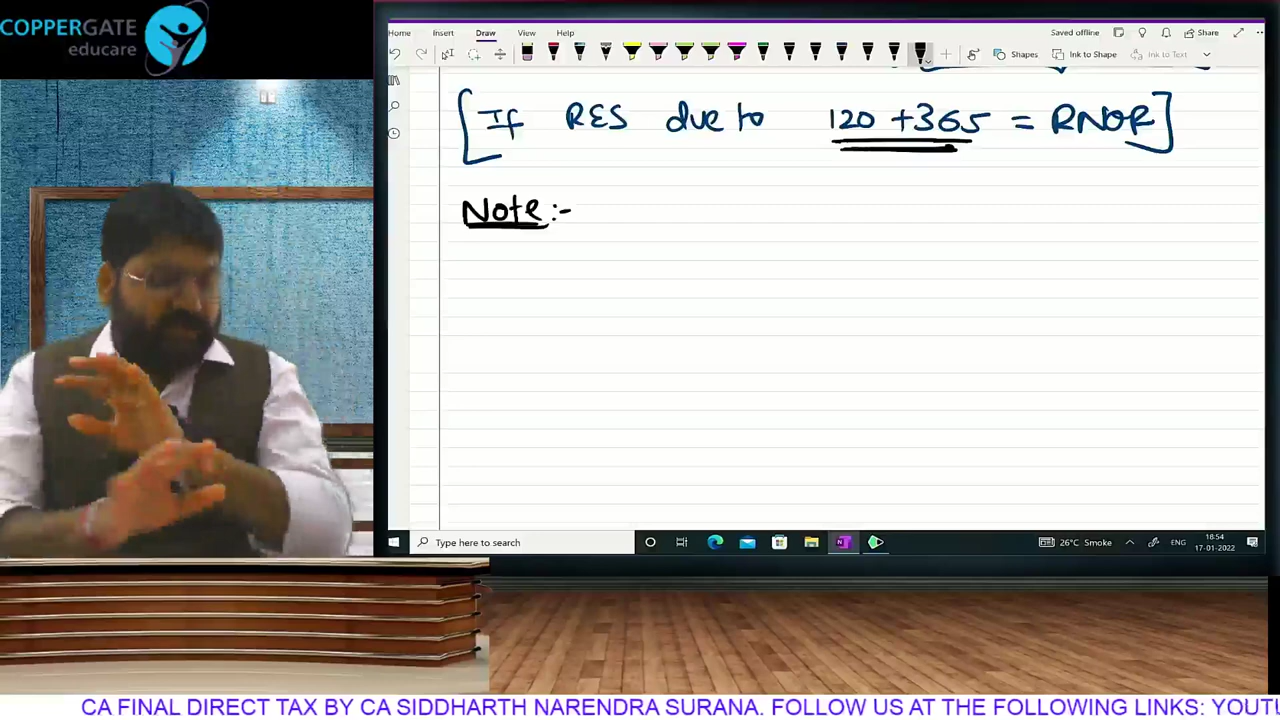 COPPERGATE
educare
Home Insert Draw View Help
Saved offline
Share
Shapes
Ink to Shape
Ink to Text
[If RES due to 120 + 365 = RNOR]
Note :-
Type here to search
26°C Smoke
ENG
18:54
17-01-2022
CA FINAL DIRECT TAX BY CA SIDDHARTH NARENDRA SURANA. FOLLOW US AT THE FOLLOWING LINKS: YOUT